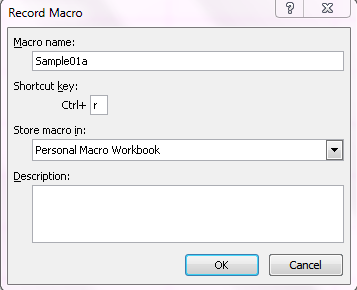 Record Macro
Macro name:
Sample01a
Shortcut key:
Ctrl+ r
Store macro in:
Personal Macro Workbook
Description:
OK Cancel